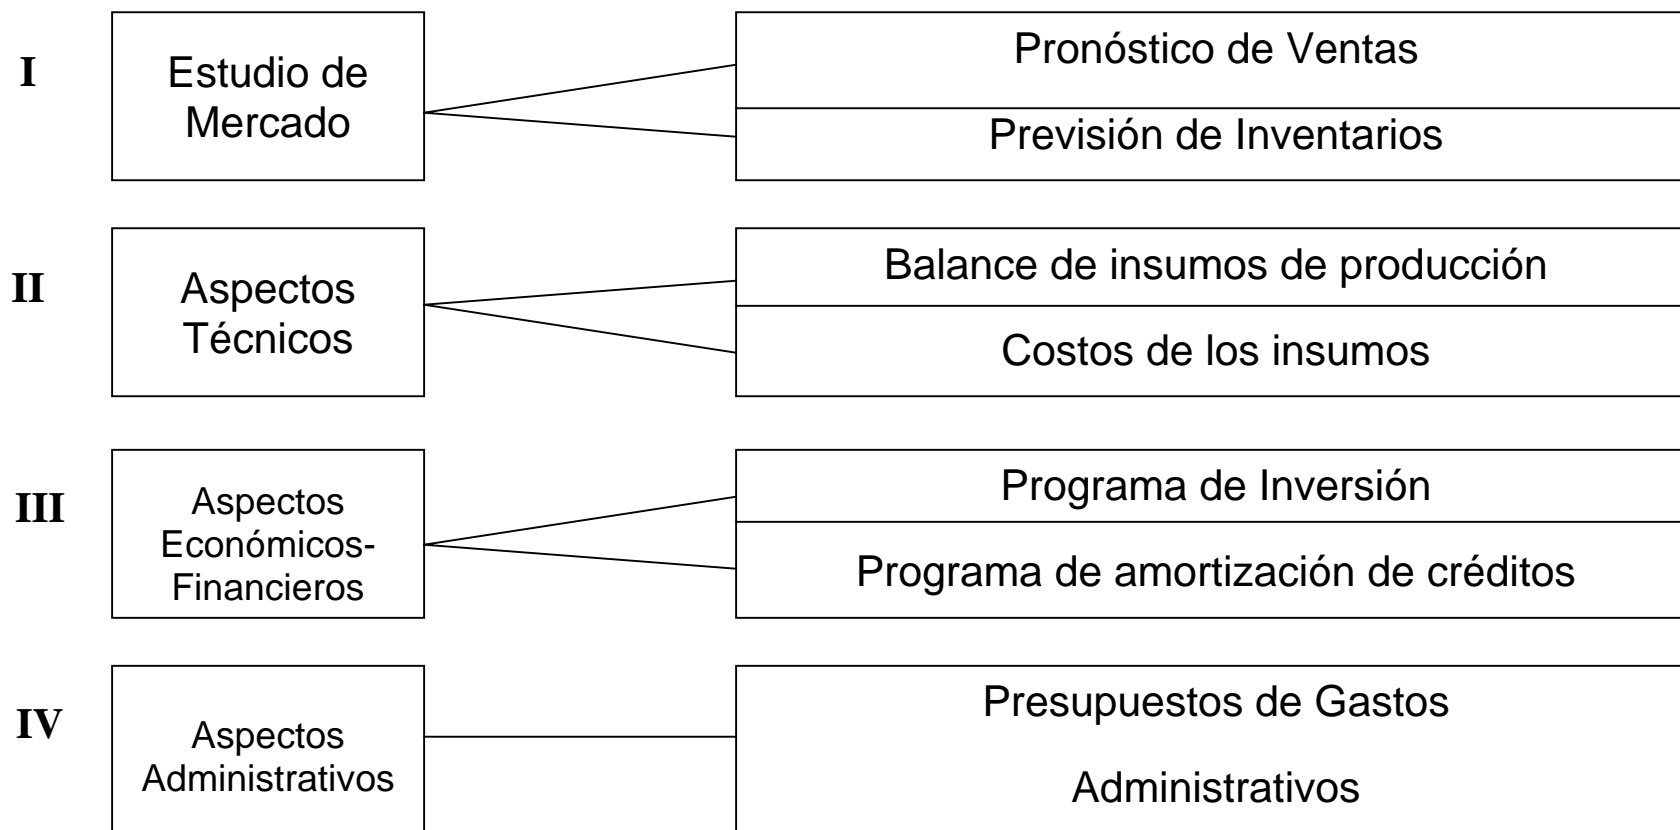 I
Estudio de
Mercado
Pronóstico de Ventas
Previsión de Inventarios
II
Aspectos
Técnicos
Balance de insumos de producción
Costos de los insumos
III
Aspectos
Económicos-
Financieros
Programa de Inversión
Programa de amortización de créditos
IV
Aspectos
Administrativos
Presupuestos de Gastos
Administrativos